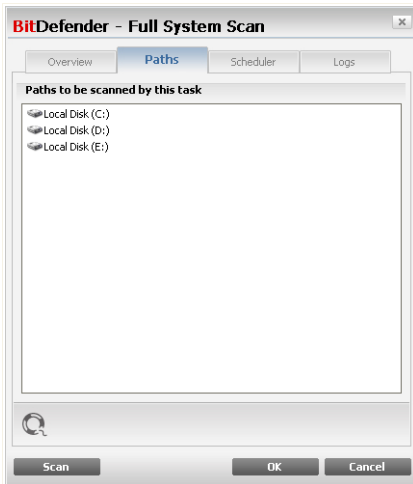 BitDefender - Full System Scan
Overview Paths Scheduler Logs
Paths to be scanned by this task
Local Disk (C:)
Local Disk (D:)
Local Disk (E:)
Scan OK Cancel